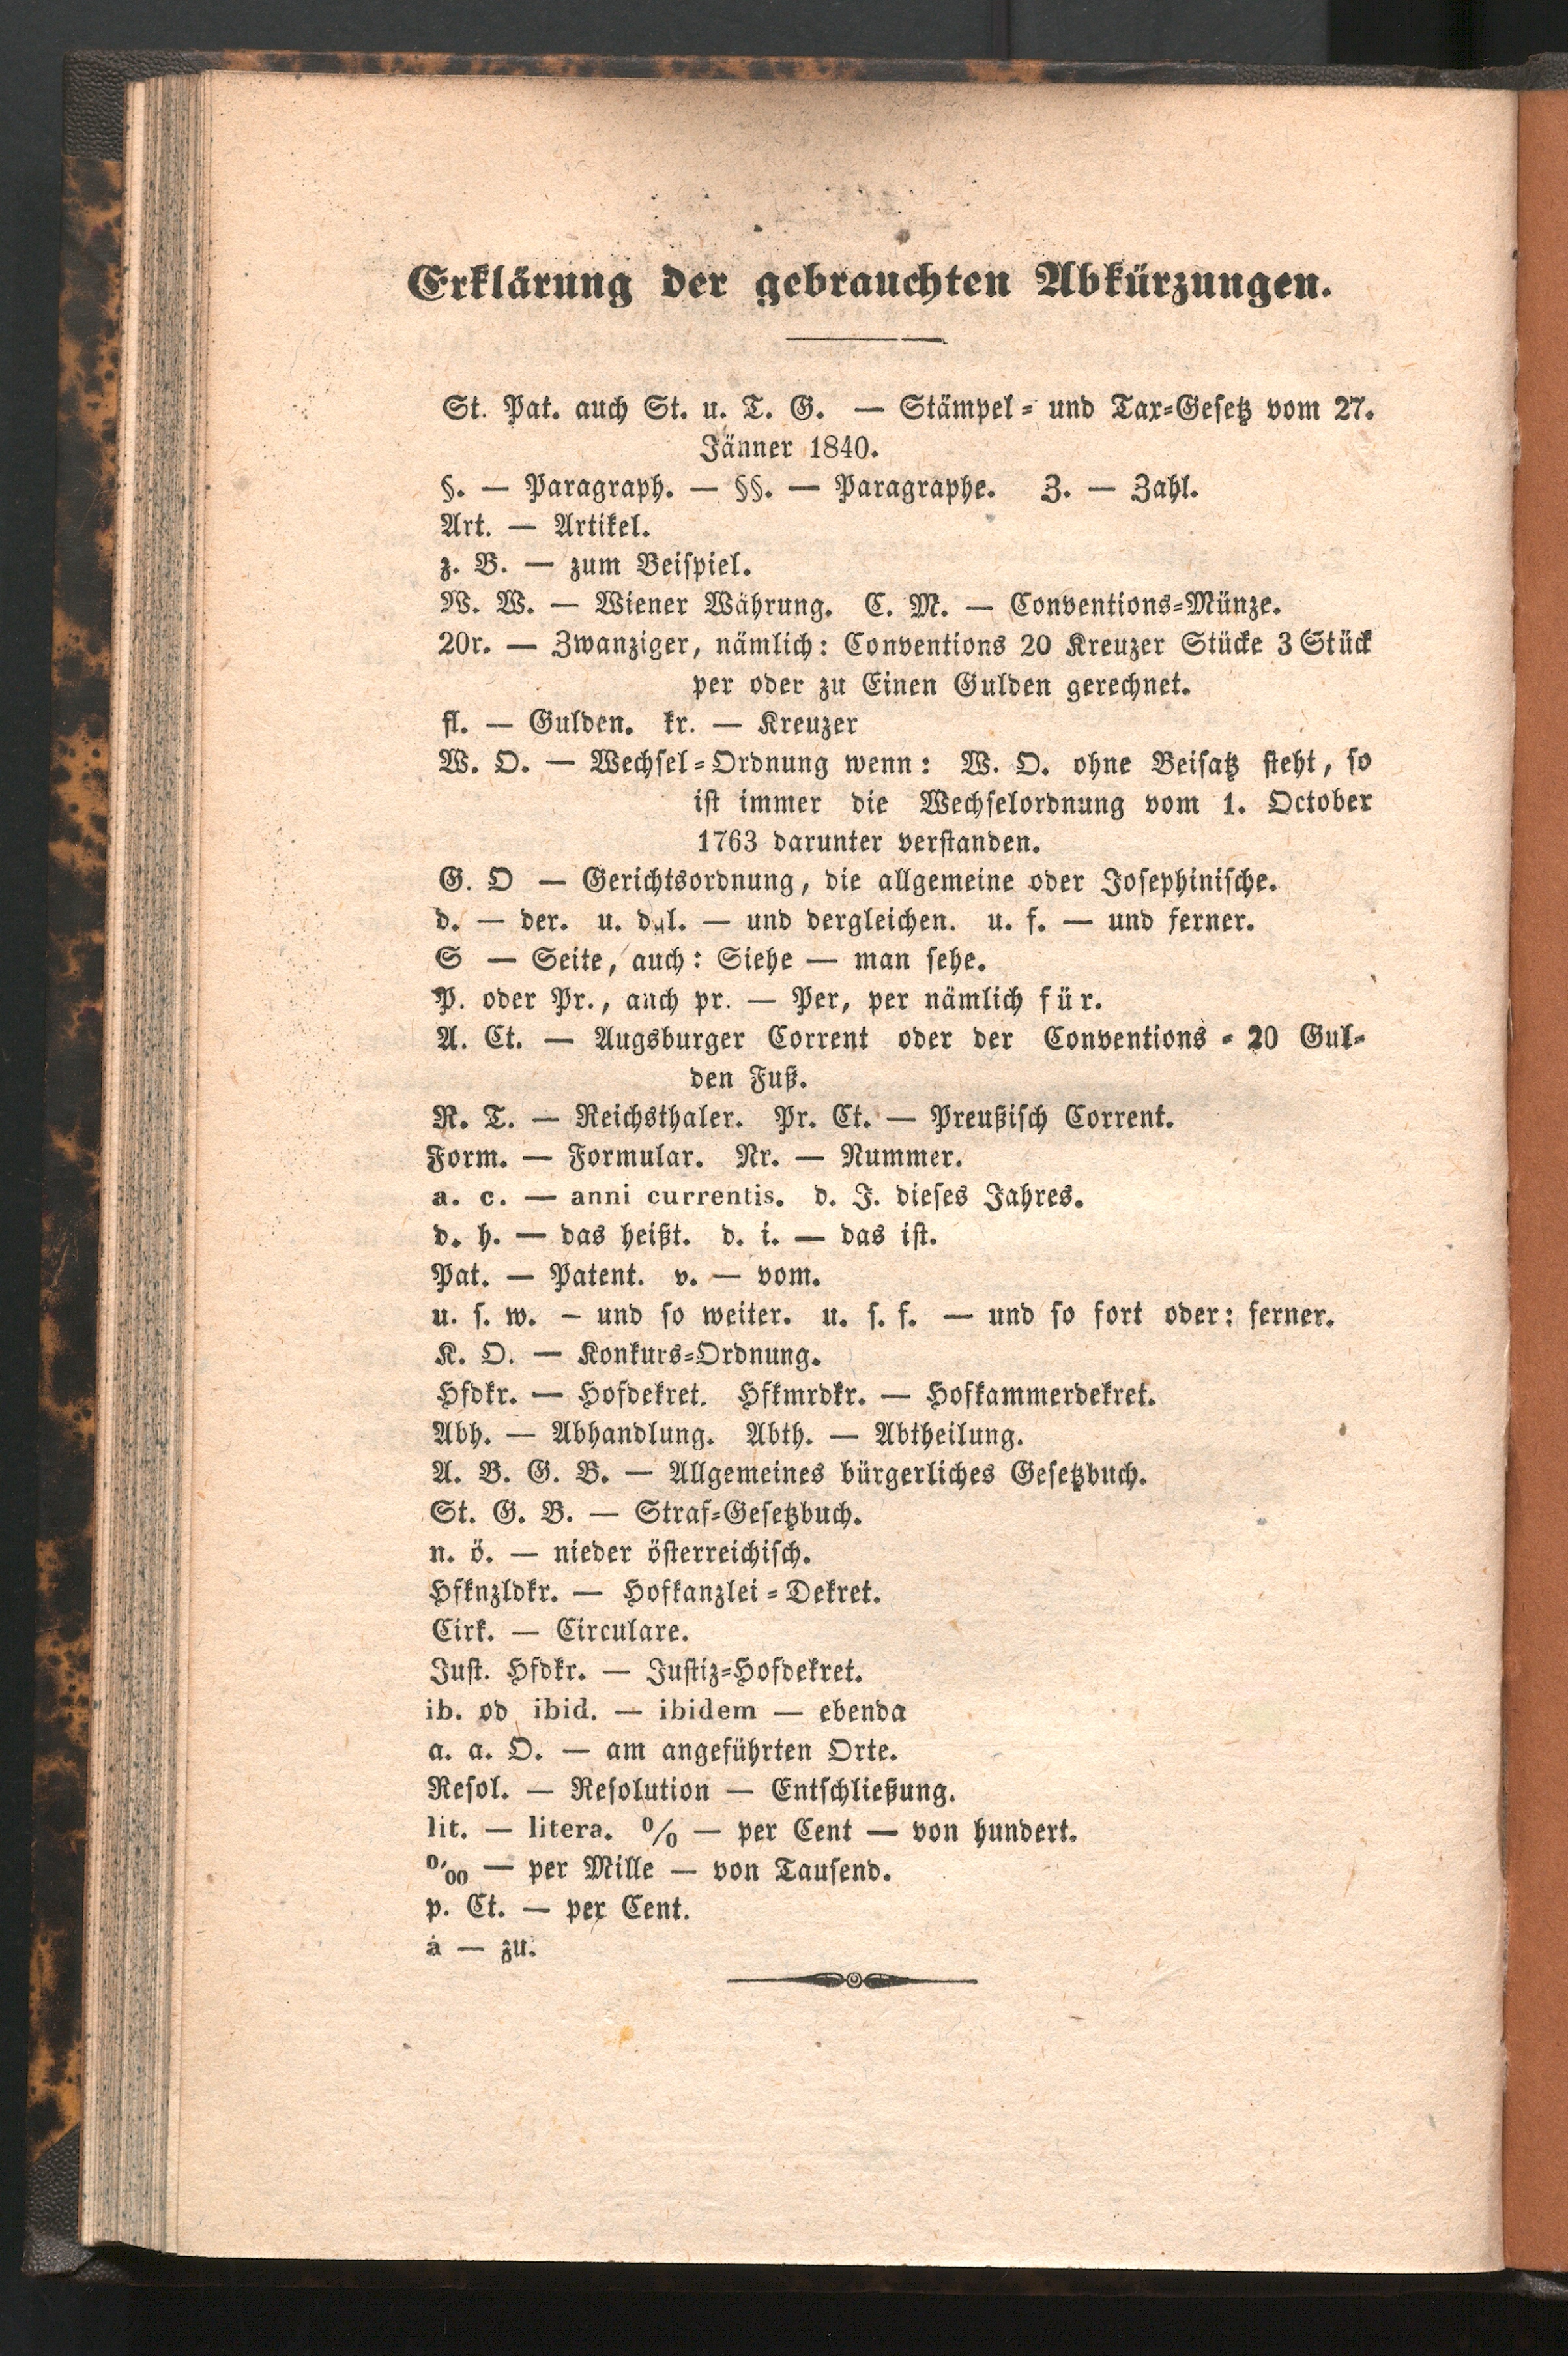 Erklärung der gebrauchten Abkürzungen.
St. Pat. auch St. u. T. G. — Stämpel- und Tax-Gesetz vom 27.
Jänner 1840.
§. — Paragraph. — §§. — Paragraphe. Z. — Zahl.
Art. — Artikel.
z. B. — zum Beispiel.
W. W. — Wiener Währung. C. M. — Conventions-Münze.
20r. — Zwanziger, nämlich: Conventions 20 Kreuzer Stücke 3 Stück
per oder zu Einen Gulden gerechnet.
fl. — Gulden. kr. — Kreuzer
W. O. — Wechsel-Ordnung wenn: W. O. ohne Beisatz steht, so
ist immer die Wechselordnung vom 1. October
1763 darunter verstanden.
G. O — Gerichtsordnung, die allgemeine oder Josephinische.
d. — der. u. dgl. — und dergleichen. u. f. — und ferner.
S — Seite, auch: Siehe — man sehe.
P. oder Pr., auch pr. — Per, per nämlich für.
A. Ct. — Augsburger Corrent oder der Conventions-20 Gul-
den Fuß.
R. T. — Reichsthaler. Pr. Ct. — Preußisch Corrent.
Form. — Formular. Nr. — Nummer.
a. c. — anni currentis. d. J. dieses Jahres.
d. h. — das heißt. d. i. — das ist.
Pat. — Patent. v. — vom.
u. s. w. – und so weiter. u. s. f. — und so fort oder: ferner.
K. O. — Konkurs-Ordnung.
Hfdkr. — Hofdekret. Hfkmrdkr. — Hofkammerdekret.
Abh. — Abhandlung. Abth. — Abtheilung.
A. B. G. B. — Allgemeines bürgerliches Gesetzbuch.
St. G. B. — Straf-Gesetzbuch.
n. ö. — nieder österreichisch.
Hfknzldkr. — Hofkanzlei-Dekret.
Cirk. — Circulare.
Just. Hfdkr. — Justiz-Hofdekret.
ib. od ibid. — ibidem — ebenda
a. a. O. — am angeführten Orte.
Resol. — Resolution — Entschließung.
lit. — litera. % — per Cent — von hundert.
‰ — per Mille — von Tausend.
p. Ct. — per Cent.
à — zu.